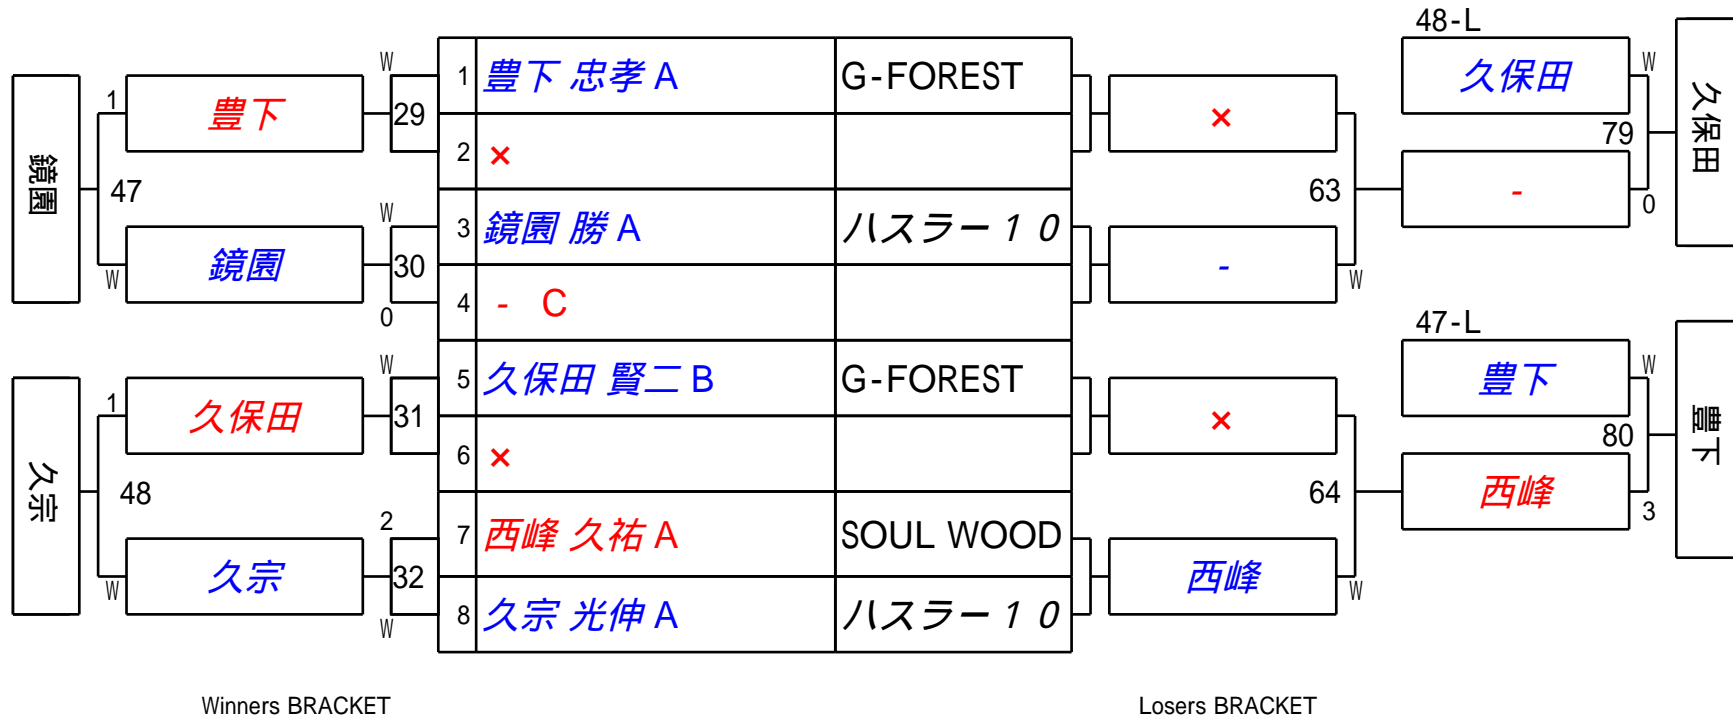 48-L
W
1 豊下 忠孝 A G-FOREST
久保田
W
久保田
1
豊下
29
×
79
2 ×
鏡園
47
63
-
0
W
3 鏡園 勝 A ハスラー１０
W
鏡園
30
-
W
4 - C
0
47-L
W
5 久保田 賢二 B G-FOREST
豊下
W
豊下
1
久保田
31
×
80
6 ×
久宗
48
64
西峰
3
2
7 西峰 久祐 A SOUL WOOD
W
久宗
32
西峰
W
8 久宗 光伸 A ハスラー１０
W
Winners BRACKET
Losers BRACKET